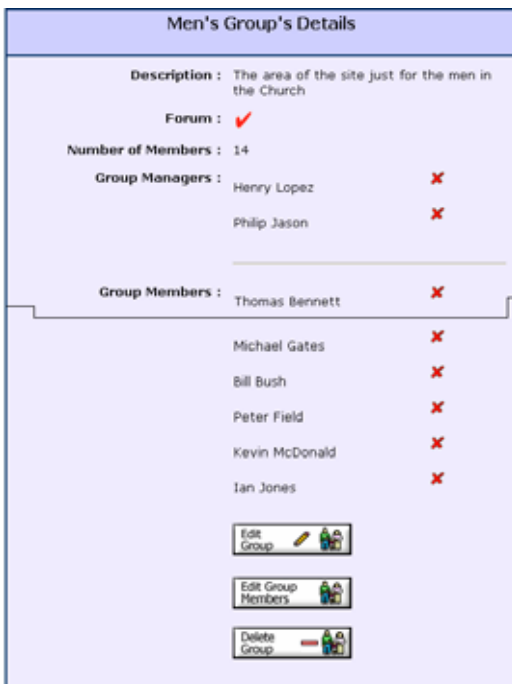 Men's Group's Details
Description : The area of the site just for the men in
the Church
Forum :
Number of Members : 14
Group Managers :
Henry Lopez
Philip Jason
Group Members :
Thomas Bennett
Michael Gates
Bill Bush
Peter Field
Kevin McDonald
Ian Jones
Edit
Group
Edit Group
Members
Delete
Group